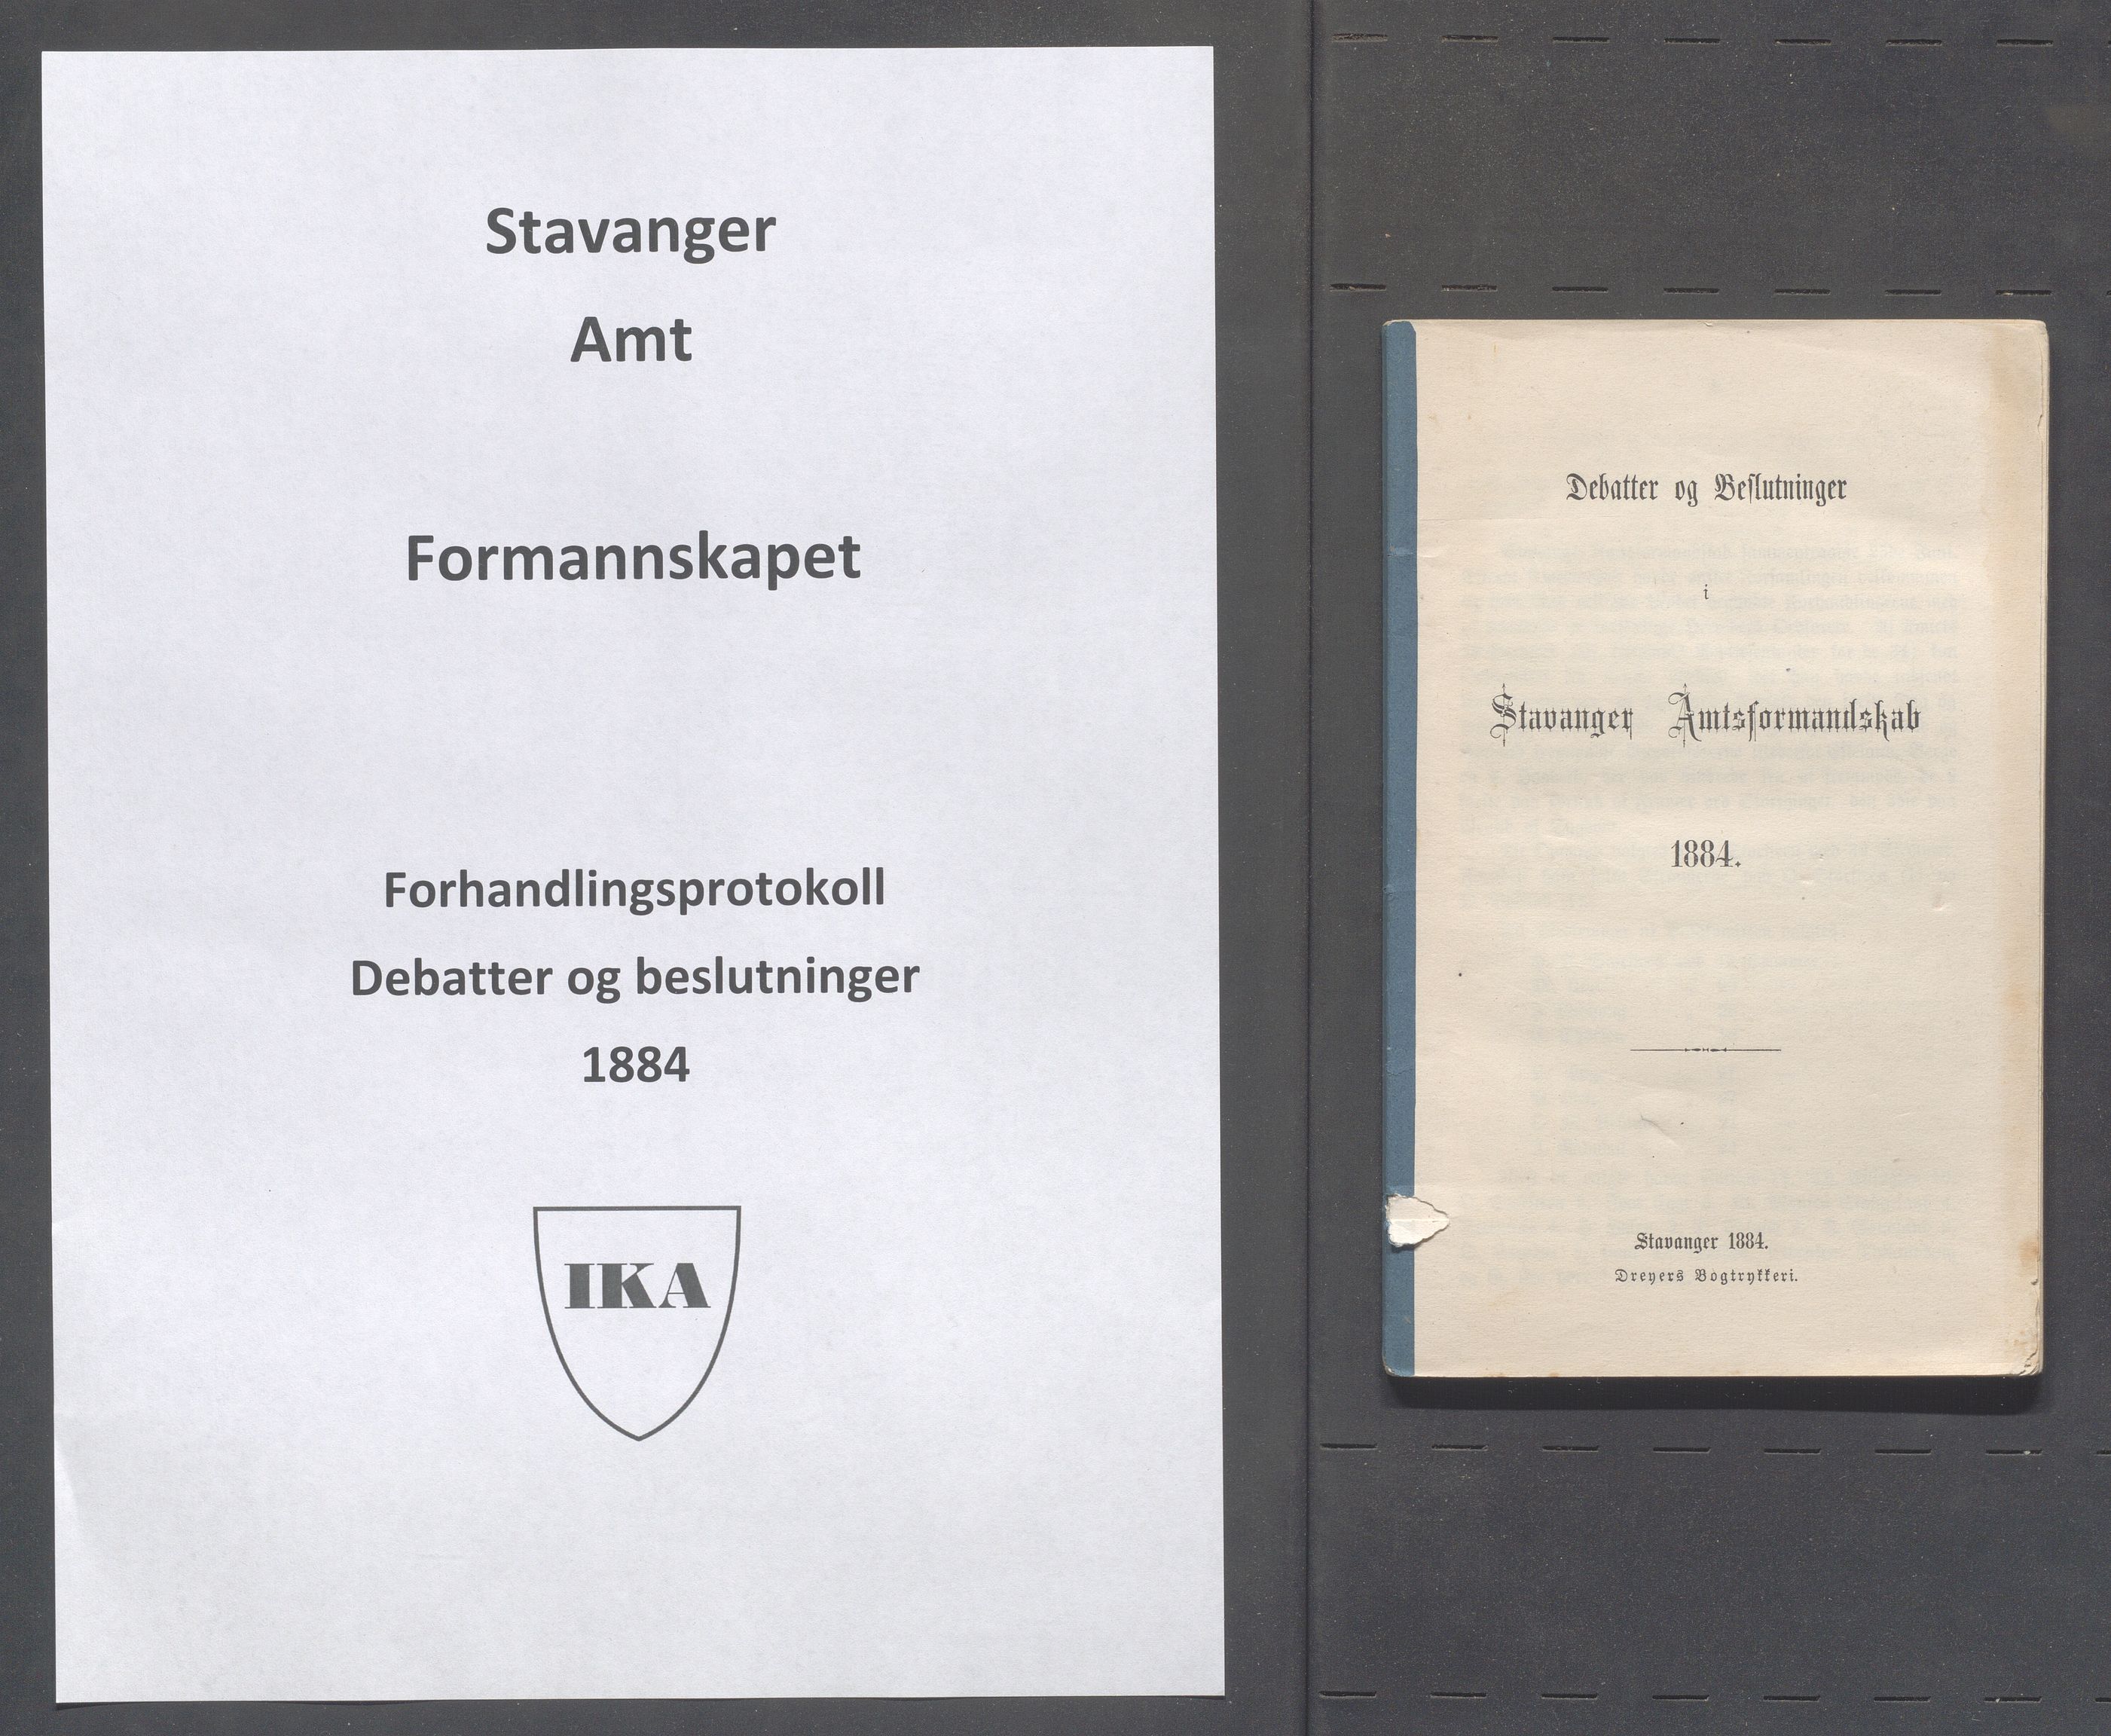 Stavanger
Amt
Formannskapet
Forhandlingsprotokoll
Debatter og beslutninger
1884
IKA
Debatter og Beslutninger
i
Stavanger Amtsformandskab
1884.
Stavanger 1884.
Dreyers Bogtrykkeri.